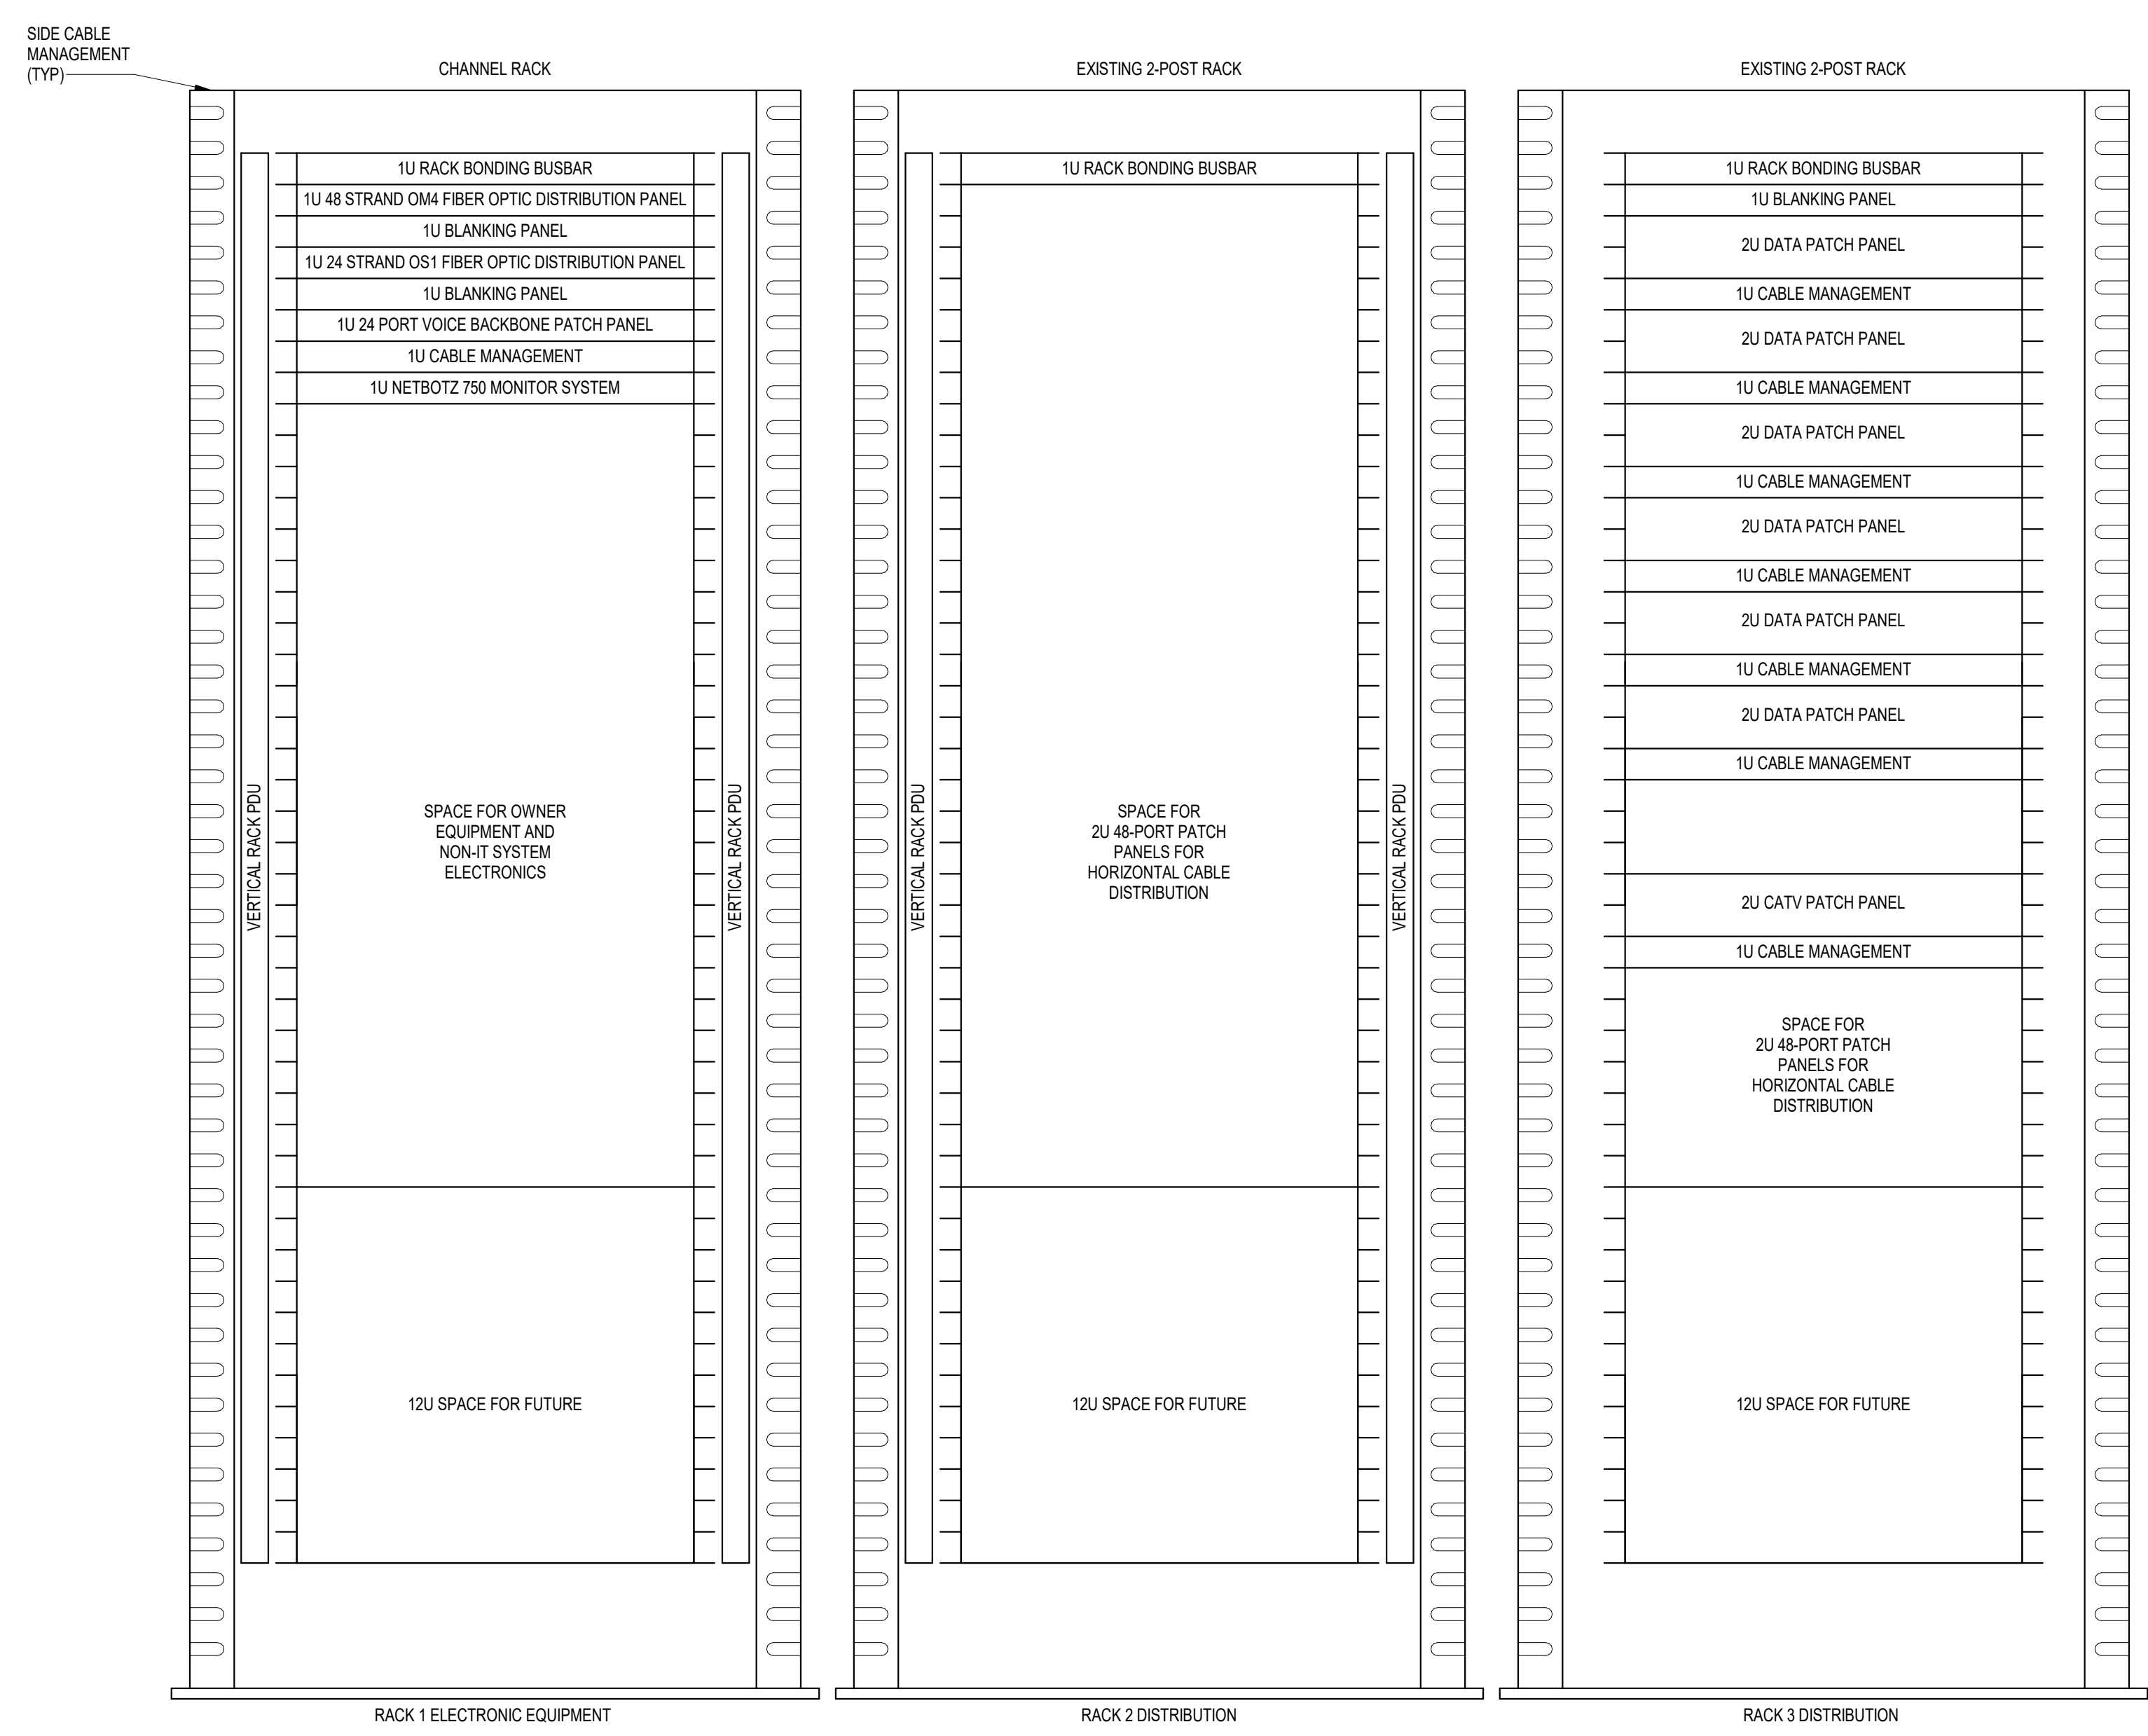 SIDE CABLE
MANAGEMENT
(TYP)
CHANNEL RACK
1U RACK BONDING BUSBAR
1U 48 STRAND OM4 FIBER OPTIC DISTRIBUTION PANEL
1U BLANKING PANEL
1U 24 STRAND OS1 FIBER OPTIC DISTRIBUTION PANEL
1U BLANKING PANEL
1U 24 PORT VOICE BACKBONE PATCH PANEL
1U CABLE MANAGEMENT
1U NETBOTZ 750 MONITOR SYSTEM
VERTICAL RACK PDU
SPACE FOR OWNER
EQUIPMENT AND
NON-IT SYSTEM
ELECTRONICS
VERTICAL RACK PDU
12U SPACE FOR FUTURE
RACK 1 ELECTRONIC EQUIPMENT
EXISTING 2-POST RACK
1U RACK BONDING BUSBAR
VERTICAL RACK PDU
SPACE FOR
2U 48-PORT PATCH
PANELS FOR
HORIZONTAL CABLE
DISTRIBUTION
VERTICAL RACK PDU
12U SPACE FOR FUTURE
RACK 2 DISTRIBUTION
EXISTING 2-POST RACK
1U RACK BONDING BUSBAR
1U BLANKING PANEL
2U DATA PATCH PANEL
1U CABLE MANAGEMENT
2U DATA PATCH PANEL
1U CABLE MANAGEMENT
2U DATA PATCH PANEL
1U CABLE MANAGEMENT
2U DATA PATCH PANEL
1U CABLE MANAGEMENT
2U DATA PATCH PANEL
1U CABLE MANAGEMENT
2U DATA PATCH PANEL
1U CABLE MANAGEMENT
2U CATV PATCH PANEL
1U CABLE MANAGEMENT
SPACE FOR
2U 48-PORT PATCH
PANELS FOR
HORIZONTAL CABLE
DISTRIBUTION
12U SPACE FOR FUTURE
RACK 3 DISTRIBUTION